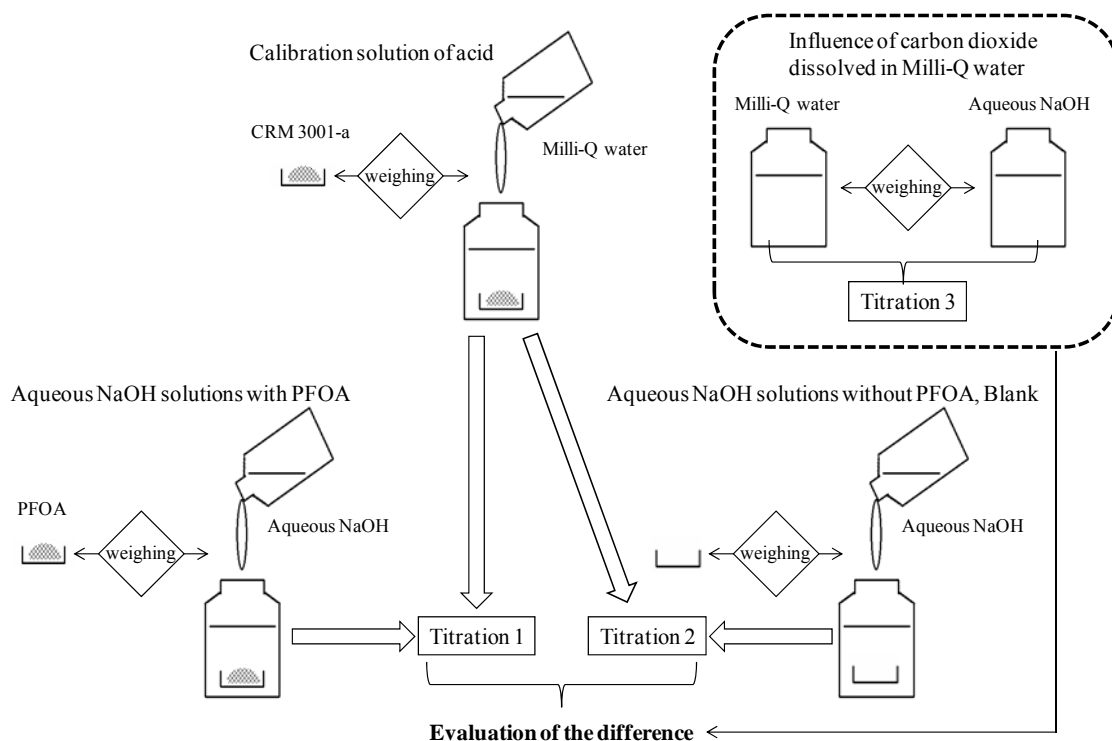 Calibration solution of acid
CRM 3001-a
weighing
Milli-Q water
Influence of carbon dioxide
dissolved in Milli-Q water
Milli-Q water
Aqueous NaOH
weighing
Titration 3
Aqueous NaOH solutions with PFOA
PFOA
weighing
Aqueous NaOH
Aqueous NaOH solutions without PFOA, Blank
weighing
Aqueous NaOH
Titration 1
Titration 2
Evaluation of the difference